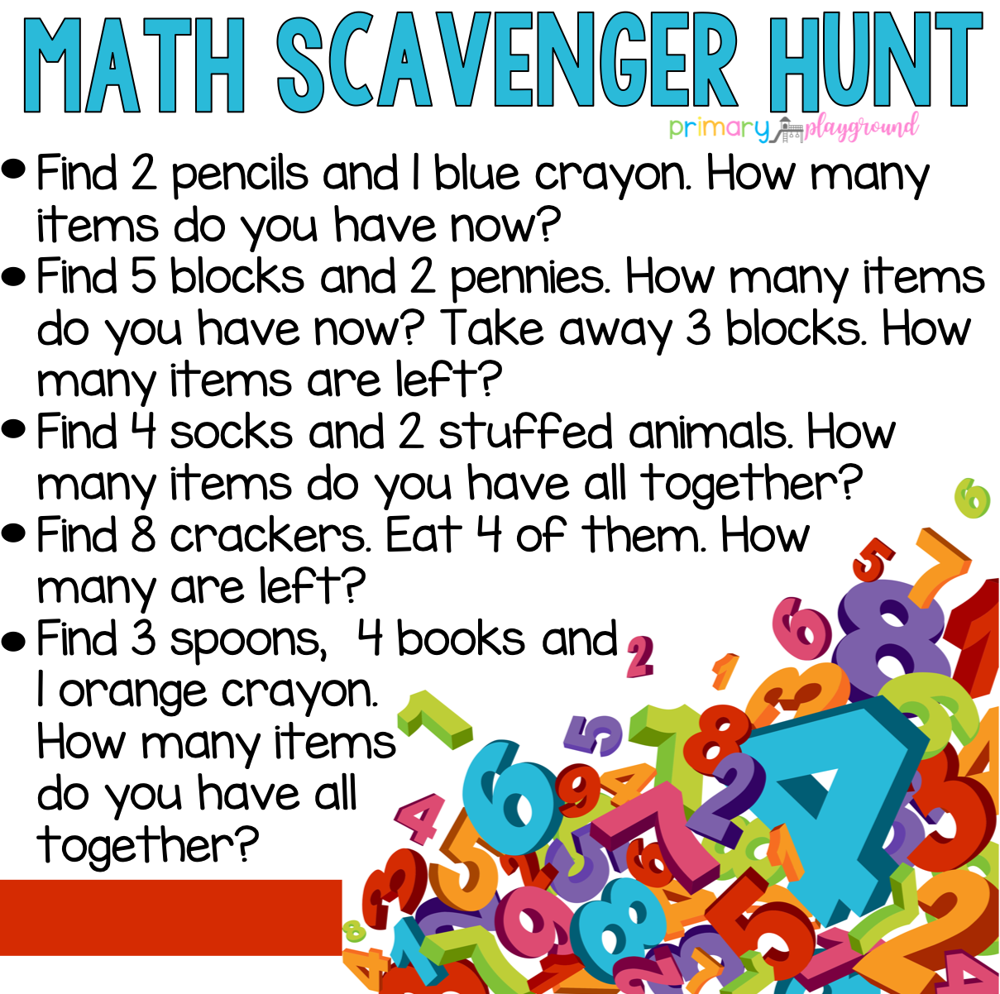 MATH SCAVENGER HUNT
primary playground
• Find 2 pencils and 1 blue crayon. How many
items do you have now?
• Find 5 blocks and 2 pennies. How many items
do you have now? Take away 3 blocks. How
many items are left?
• Find 4 socks and 2 stuffed animals. How
many items do you have all together?
• Find 8 crackers. Eat 4 of them. How
many are left?
• Find 3 spoons, 4 books and
1 orange crayon.
How many items
do you have all
together?